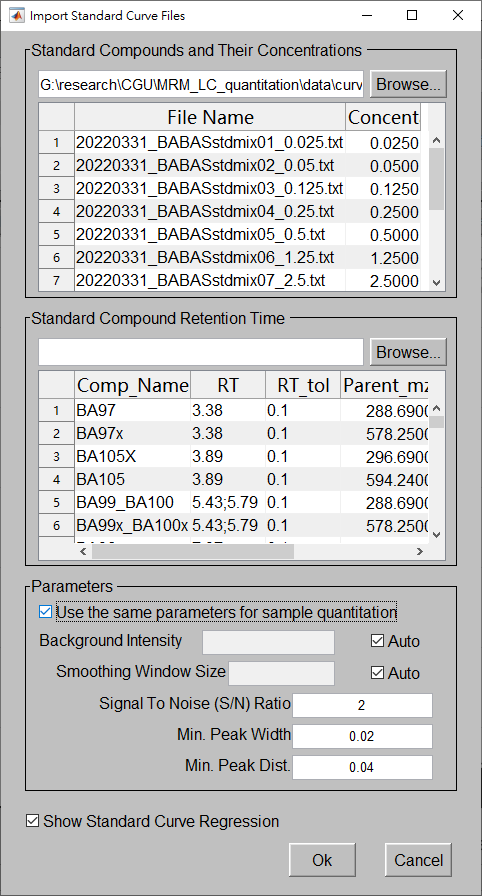 Import Standard Curve Files
Standard Compounds and Their Concentrations
G:\research\CGU\MRM_LC_quantitation\data\curv Browse...
File Name Concent
1 20220331_BABASstdmix01_0.025.txt 0.0250
2 20220331_BABASstdmix02_0.05.txt 0.0500
3 20220331_BABASstdmix03_0.125.txt 0.1250
4 20220331_BABASstdmix04_0.25.txt 0.2500
5 20220331_BABASstdmix05_0.5.txt 0.5000
6 20220331_BABASstdmix06_1.25.txt 1.2500
7 20220331_BABASstdmix07_2.5.txt 2.5000
Standard Compound Retention Time
Browse...
Comp_Name RT RT_tol Parent_mz
1 BA97 3.38 0.1 288.6900
2 BA97x 3.38 0.1 578.2500
3 BA105X 3.89 0.1 296.6900
4 BA105 3.89 0.1 594.2400
5 BA99_BA100 5.43;5.79 0.1 288.6900
6 BA99x_BA100x 5.43;5.79 0.1 578.2500
Parameters
Use the same parameters for sample quantitation
Background Intensity Auto
Smoothing Window Size Auto
Signal To Noise (S/N) Ratio 2
Min. Peak Width 0.02
Min. Peak Dist. 0.04
Show Standard Curve Regression
Ok Cancel